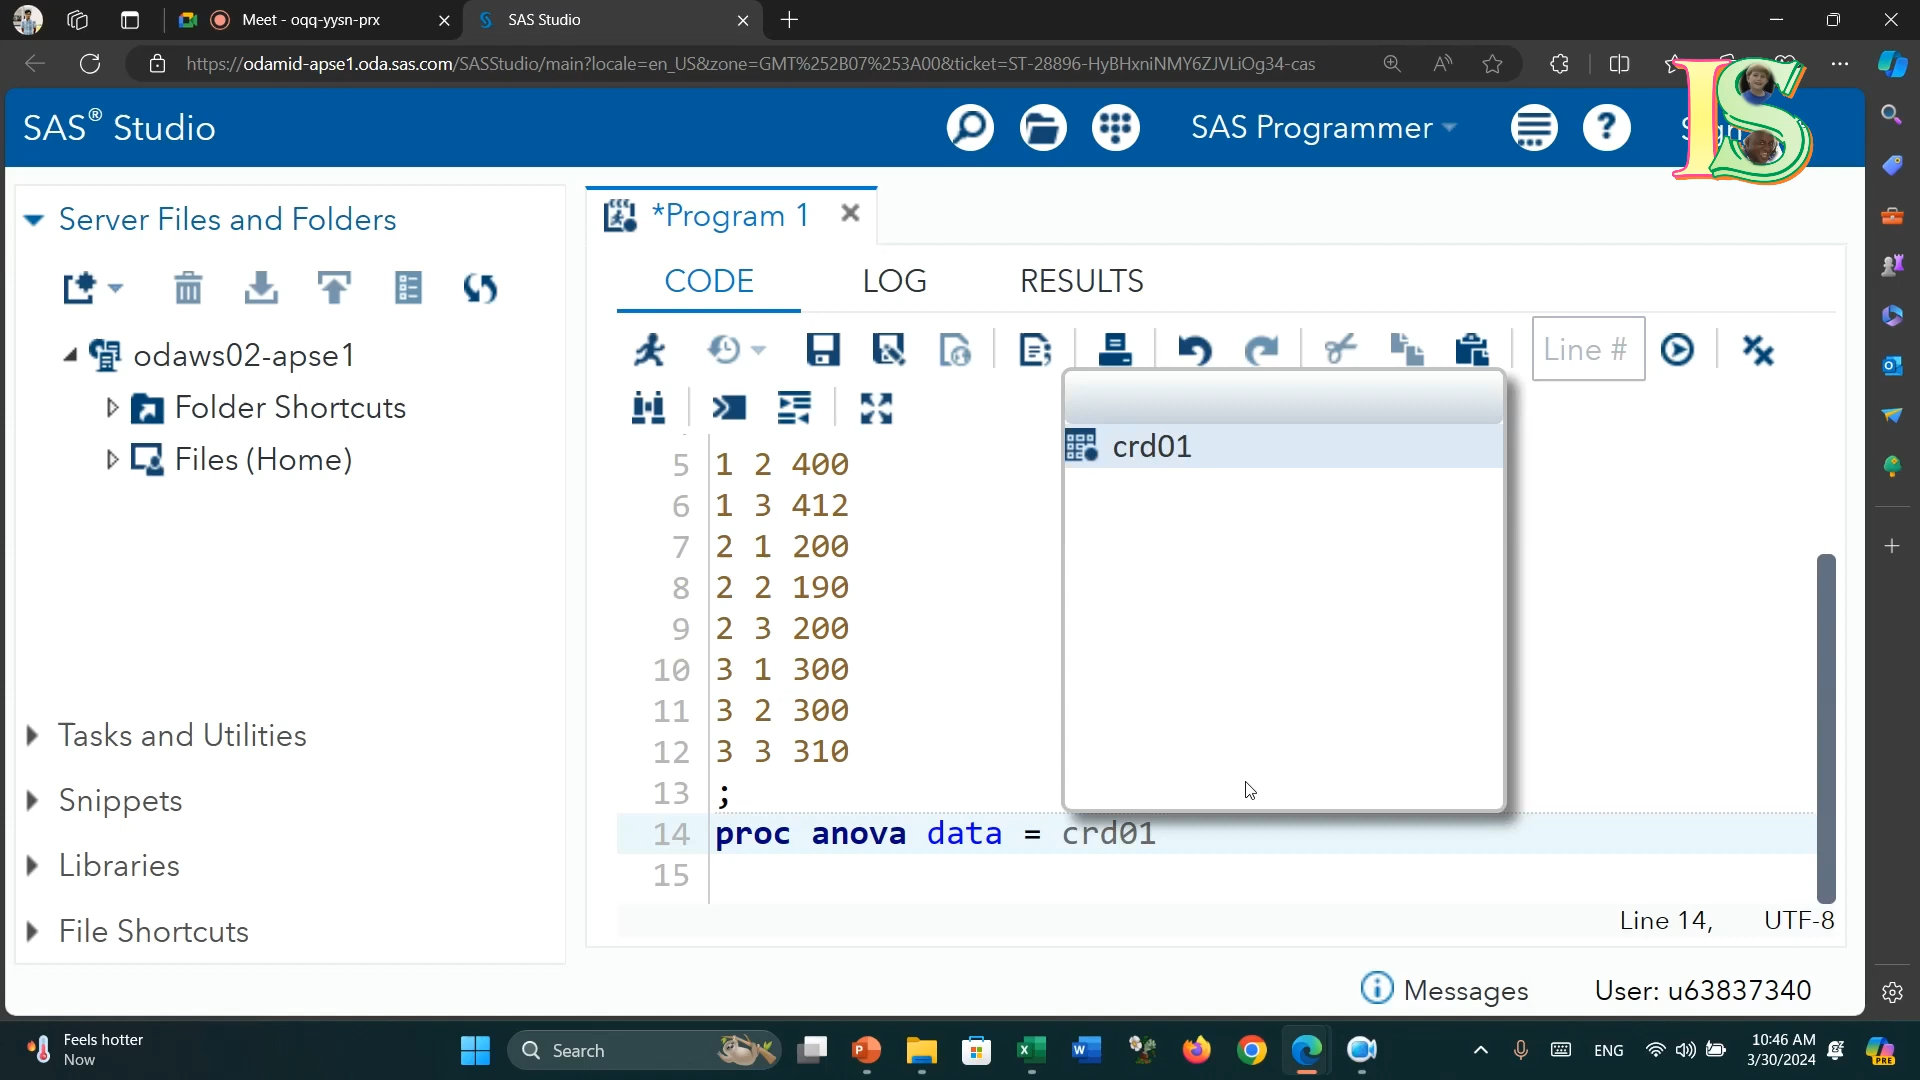 Meet - oqq-yysn-prx
SAS Studio
https://odamid-apse1.oda.sas.com/SASStudio/main?locale=en_US&zone=GMT%252B07%253A00&ticket=ST-28896-HyBHxniNMY6ZJVLiOg34-cas
SAS® Studio
SAS Programmer
IS
Server Files and Folders
odaws02-apse1
Folder Shortcuts
Files (Home)
Tasks and Utilities
Snippets
Libraries
File Shortcuts
*Program 1
CODE LOG RESULTS
Line #
crd01
5 1 2 400
6 1 3 412
7 2 1 200
8 2 2 190
9 2 3 200
10 3 1 300
11 3 2 300
12 3 3 310
13 ;
14 proc anova data = crd01
15
Line 14, UTF-8
Messages User: u63837340
Feels hotter
Now
Search
ENG
10:46 AM
3/30/2024
PRE